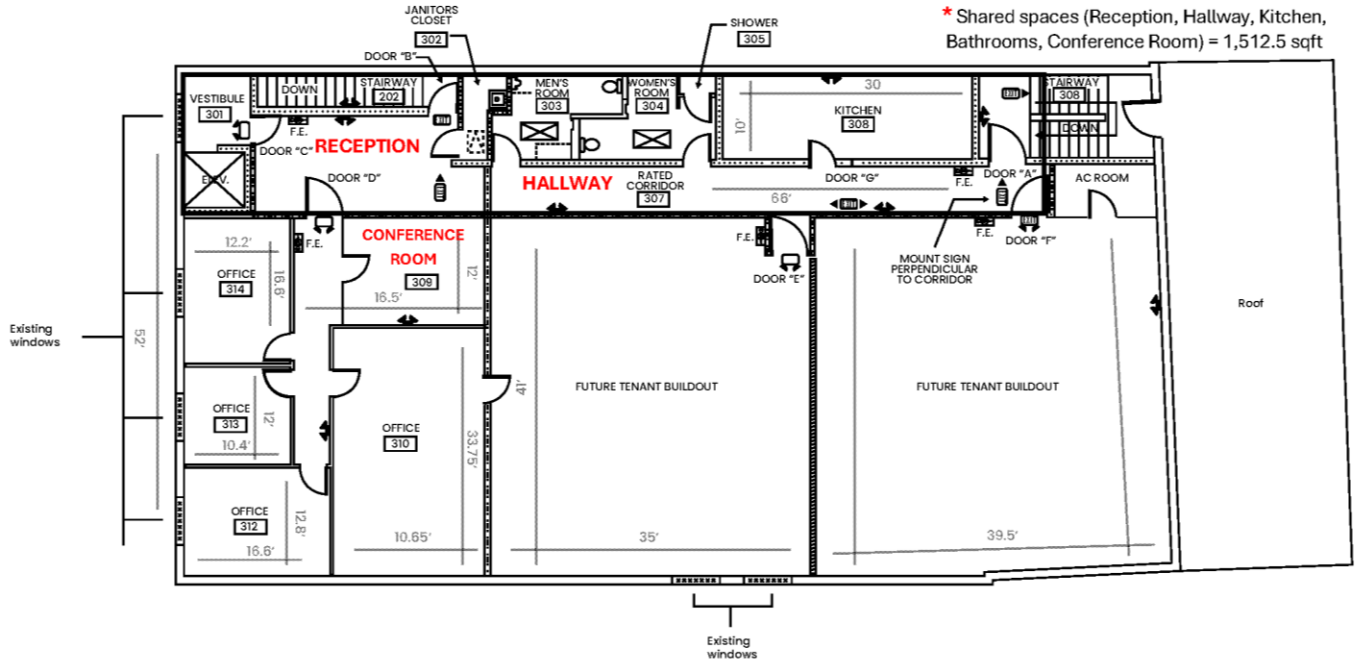 JANITORS
CLOSET
302
SHOWER
305
* Shared spaces (Reception, Hallway, Kitchen,
Bathrooms, Conference Room) = 1,512.5 sqft
DOOR "B"
VESTIBULE
301
DOWN
STAIRWAY
202
MEN'S
ROOM
303
WOMEN'S
ROOM
304
30
KITCHEN
308
10'
STAIRWAY
308
DOWN
F.E.
DOOR "C"
RECEPTION
ELEV.
DOOR "D"
HALLWAY
RATED
CORRIDOR
307
66'
DOOR "G"
F.E.
DOOR "A"
AC ROOM
12.2'
OFFICE
314
16.6'
F.E.
CONFERENCE
ROOM
309
12'
16.5'
F.E.
DOOR "E"
F.E.
DOOR "F"
MOUNT SIGN
PERPENDICULAR
TO CORRIDOR
Roof
Existing
windows
52'
OFFICE
313
12'
10.4'
OFFICE
310
33.75'
10.65'
41'
FUTURE TENANT BUILDOUT
FUTURE TENANT BUILDOUT
OFFICE
312
12.8'
16.6'
35'
39.5'
Existing
windows